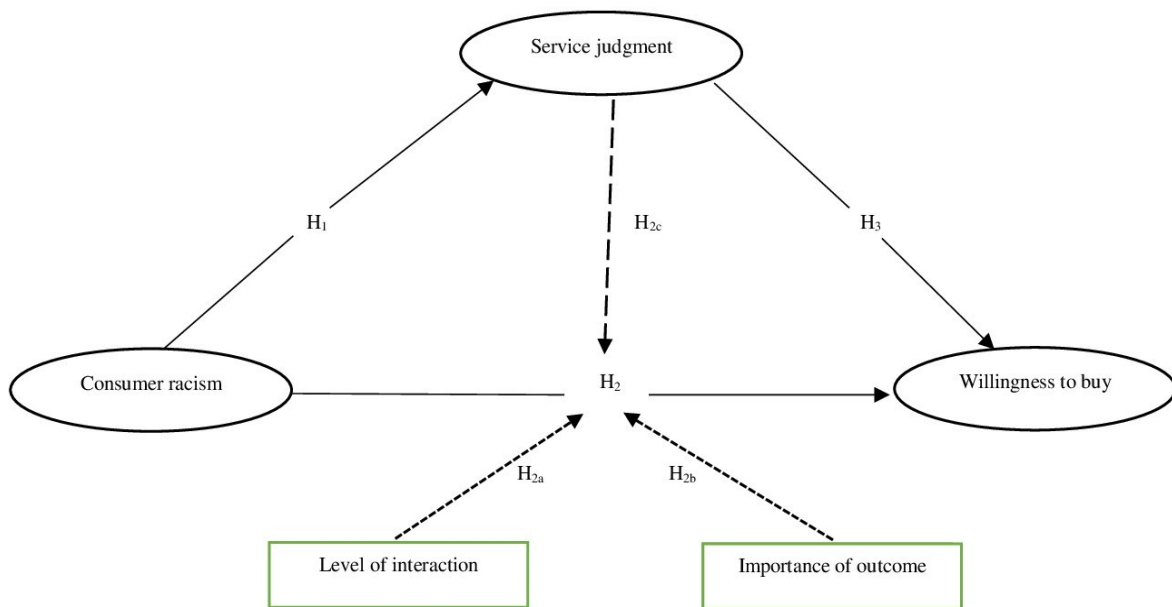 Service judgment
H1
H2c
H3
Consumer racism
H2
Willingness to buy
H2a
H2b
Level of interaction
Importance of outcome